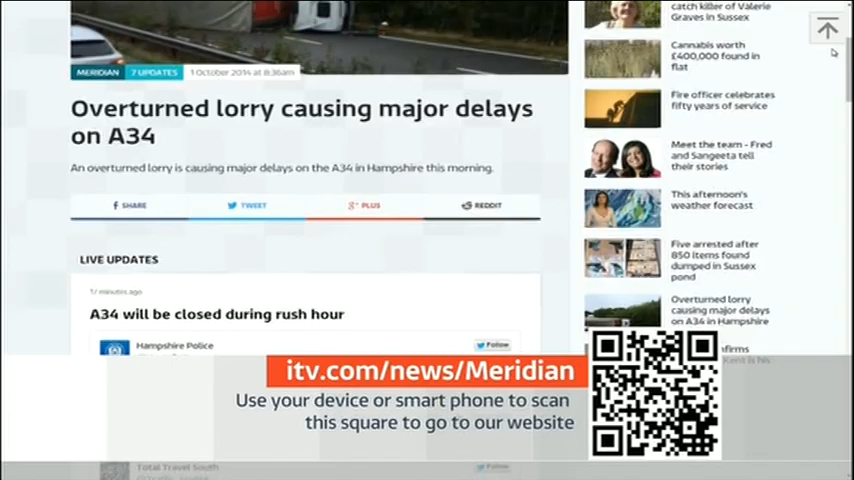 MERIDIAN 7 UPDATES 1 October 2014 at 8:36am
Overturned lorry causing major delays
on A34
An overturned lorry is causing major delays on the A34 in Hampshire this morning.
SHARE
TWEET
PLUS
REDDIT
LIVE UPDATES
17 minutes ago
A34 will be closed during rush hour
Hampshire Police
Follow
catch killer of Valerie
Graves in Sussex
Cannabis worth
£400,000 found in
flat
Fire officer celebrates
fifty years of service
Meet the team - Fred
and Sangeeta tell
their stories
This afternoon's
weather forecast
Five arrested after
850 items found
dumped in Sussex
pond
Overturned lorry
causing major delays
on A34 in Hampshire
itv.com/news/Meridian
Use your device or smart phone to scan
this square to go to our website
Total Travel South
Follow